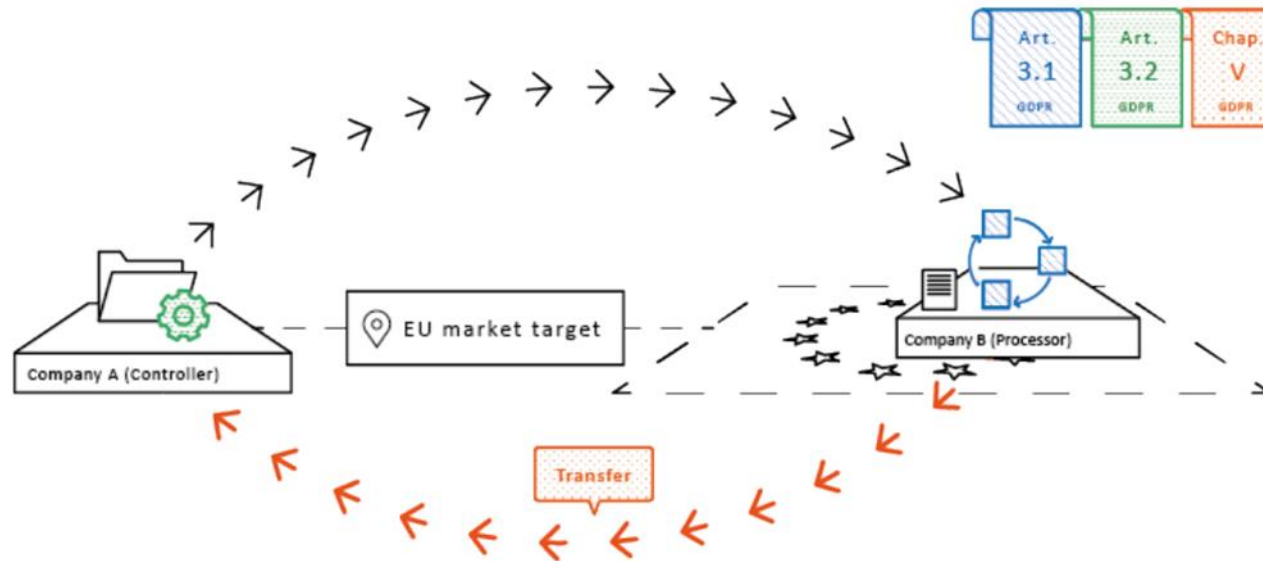 Art.
3.1
GDPR
Art.
3.2
GDPR
Chap.
V
GDPR
EU market target
Company A (Controller)
Company B (Processor)
Transfer